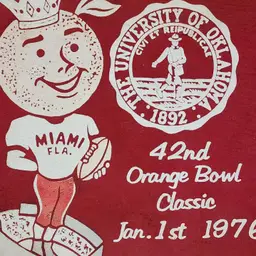 THE UNIVERSITY OF OKLAHOMA
CIVI ET REIPUBLICAE
1892
MIAMI
FLA.
42nd
Orange Bowl
Classic
Jan. 1st 1976